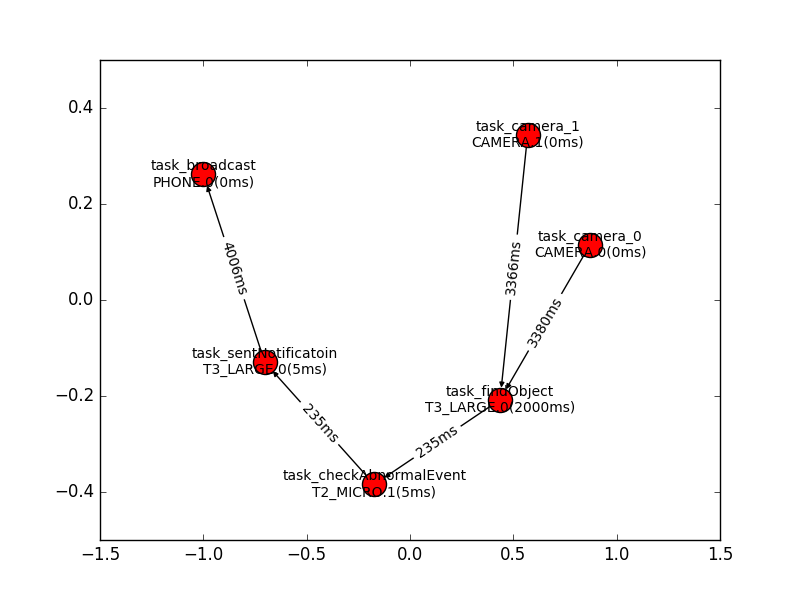 0.4
0.2
0.0
−0.2
−0.4
−1.5
−1.0
−0.5
0.0
0.5
1.0
1.5
task_camera_1
CAMERA.1(0ms)
task_broadcast
PHONE.0(0ms)
task_camera_0
CAMERA.0(0ms)
4006ms
3366ms
3380ms
task_sentNotificatoin
T3_LARGE.0(5ms)
task_findObject
T3_LARGE.0(2000ms)
235ms
235ms
task_checkAbnormalEvent
T2_MICRO.1(5ms)